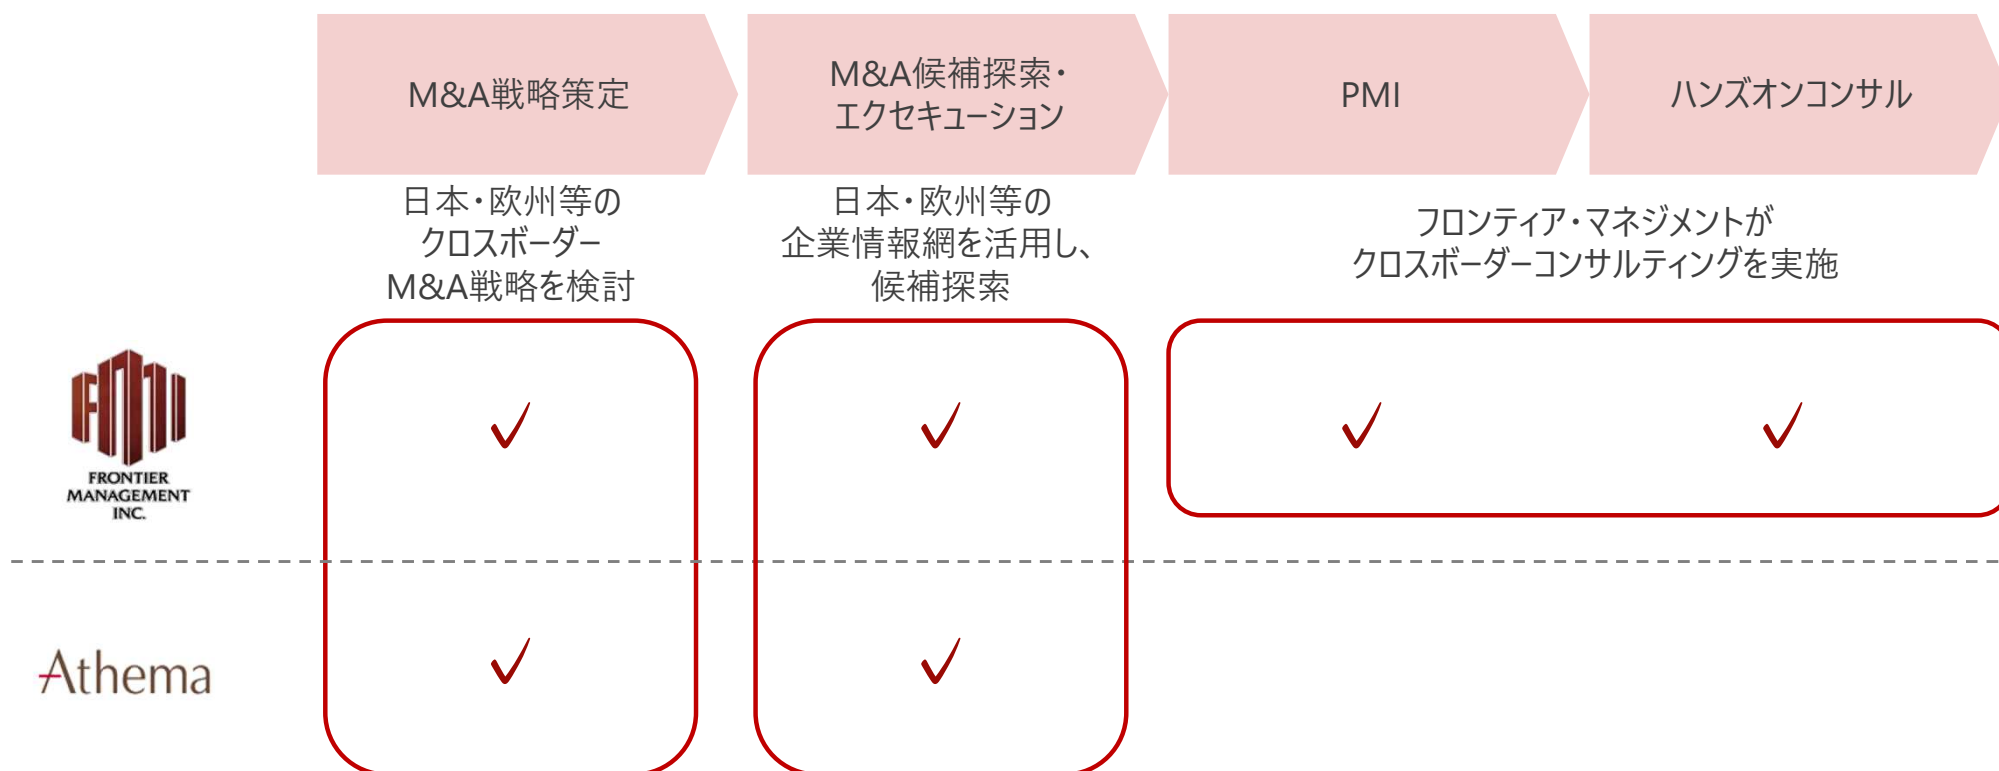 M&A戦略策定
M&A候補探索・
エクセキューション
PMI
ハンズオンコンサル
日本・欧州等の
クロスボーダー
M&A戦略を検討
日本・欧州等の
企業情報網を活用し、
候補探索
フロンティア・マネジメントが
クロスボーダーコンサルティングを実施
FMI
FRONTIER
MANAGEMENT
INC.
Athema